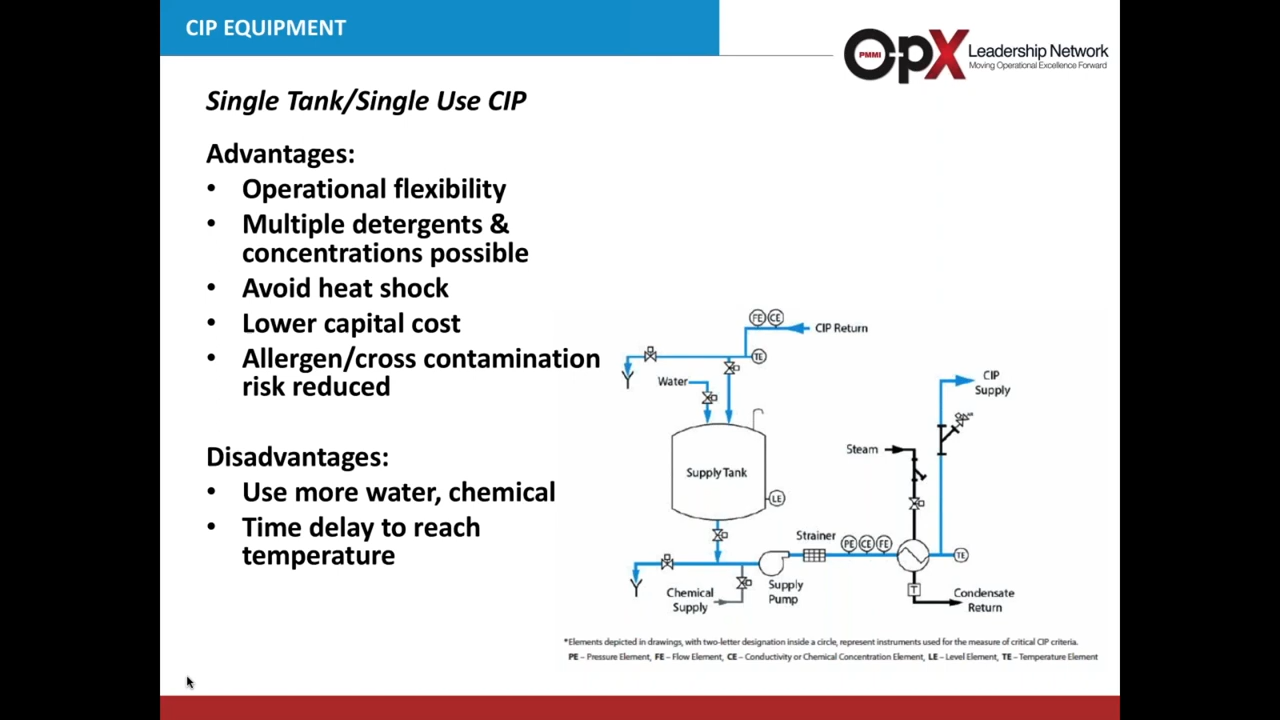 CIP EQUIPMENT
PMMI
OpX
Leadership Network
Moving Operational Excellence Forward
Single Tank/Single Use CIP
Advantages:
• Operational flexibility
• Multiple detergents &
concentrations possible
• Avoid heat shock
• Lower capital cost
• Allergen/cross contamination
risk reduced
Disadvantages:
• Use more water, chemical
• Time delay to reach
temperature
FE CE
CIP Return
TE
Water
CIP
Supply
Steam
Supply Tank
LE
Strainer
PE CE FE
TE
T
Chemical
Supply
Supply
Pump
Condensate
Return
*Elements depicted in drawings, with two-letter designation inside a circle, represent instruments used for the measure of critical CIP criteria.
PE – Pressure Element, FE – Flow Element, CE – Conductivity or Chemical Concentration Element, LE – Level Element, TE – Temperature Element